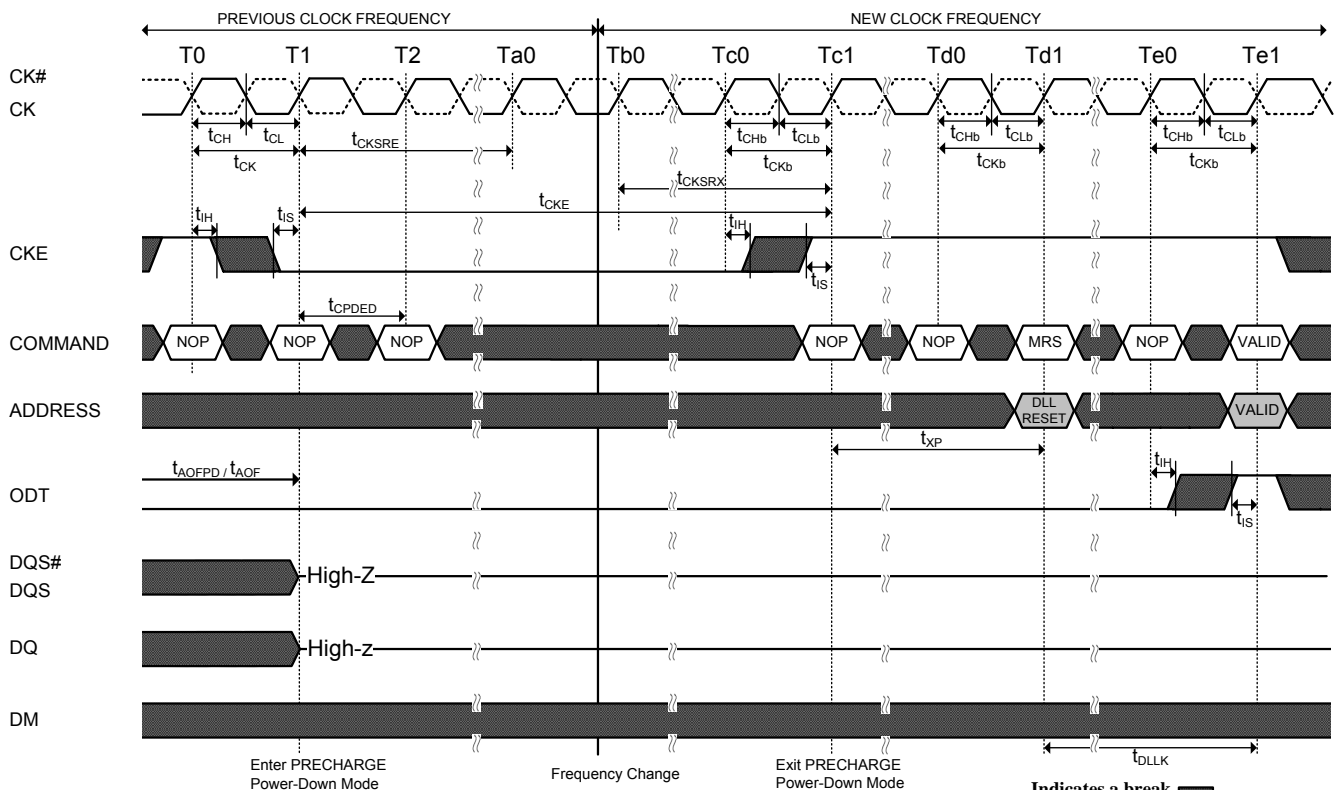 PREVIOUS CLOCK FREQUENCY NEW CLOCK FREQUENCY
T0 T1 T2 Ta0 Tb0 Tc0 Tc1 Td0 Td1 Te0 Te1
CK#
CK
tCH tCL tCHb tCLb tCHb tCLb tCHb tCLb
tCK tCKSRE tCKb tCKb tCKb
tCKSRX
tCKE
tIH tIS tIH
CKE
tIS
tCPDED
COMMAND NOP NOP NOP NOP NOP MRS NOP VALID
ADDRESS DLL RESET VALID
tXP
tAOFPD / tAOF tIH
ODT
tIS
DQS#
DQS High-Z
DQ High-z
DM
tDLLK
Enter PRECHARGE
Power-Down Mode
Frequency Change
Exit PRECHARGE
Power-Down Mode
Indicates a break